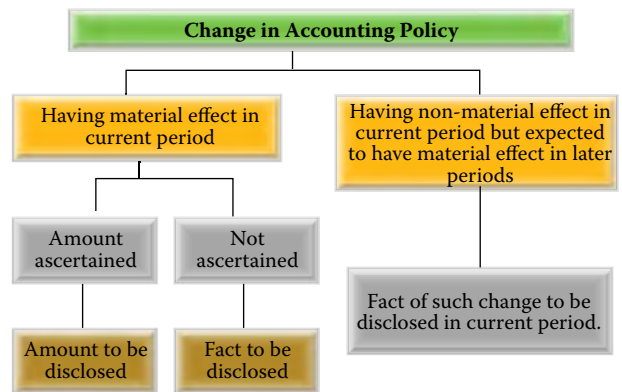 Change in Accounting Policy
Having material effect in
current period
Having non-material effect in
current period but expected
to have material effect in later
periods
Amount
ascertained
Not
ascertained
Fact of such change to be
disclosed in current period.
Amount to be
disclosed
Fact to be
disclosed